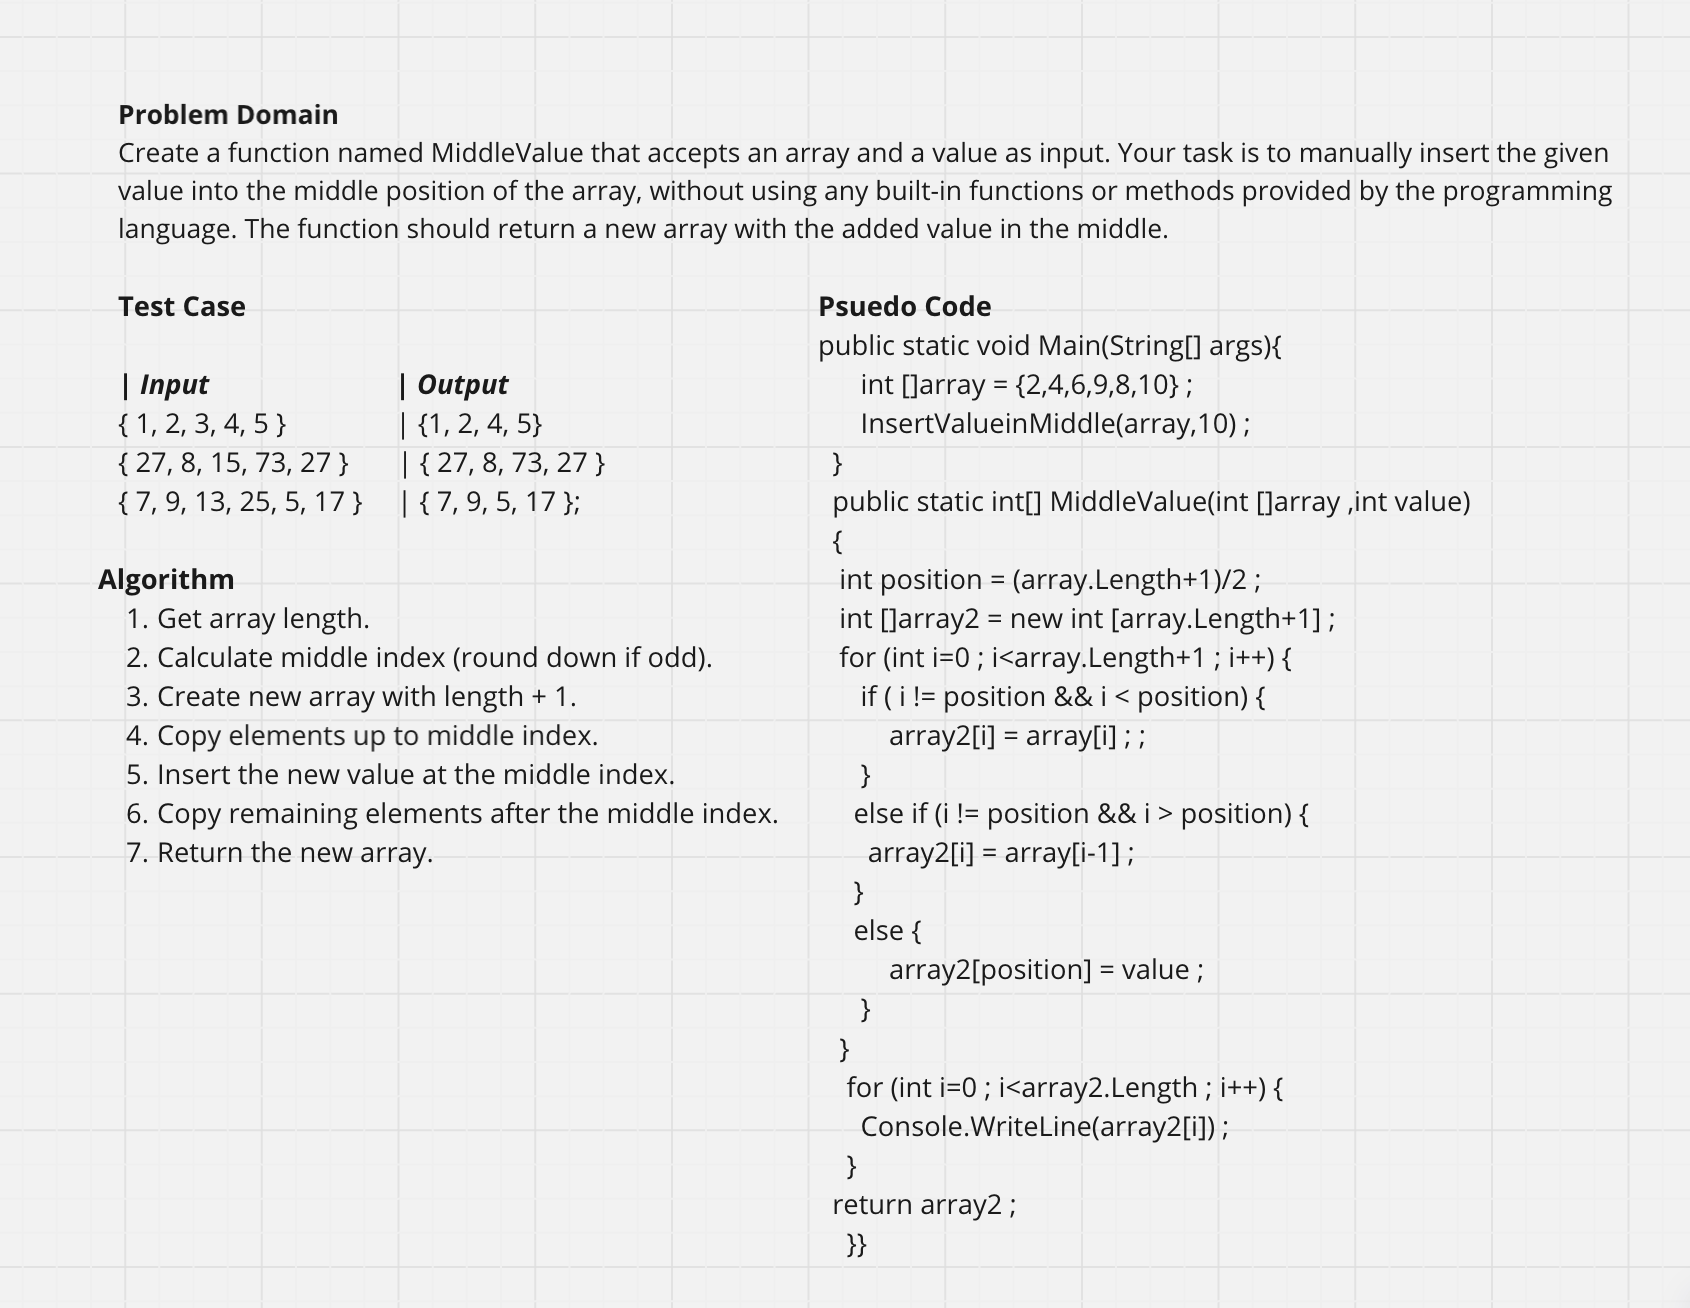 Problem Domain
Create a function named MiddleValue that accepts an array and a value as input. Your task is to manually insert the given
value into the middle position of the array, without using any built-in functions or methods provided by the programming
language. The function should return a new array with the added value in the middle.
Test Case
| Input | Output
{ 1, 2, 3, 4, 5 } | {1, 2, 4, 5}
{ 27, 8, 15, 73, 27 } | { 27, 8, 73, 27 }
{ 7, 9, 13, 25, 5, 17 } | { 7, 9, 5, 17 };
Algorithm
1. Get array length.
2. Calculate middle index (round down if odd).
3. Create new array with length + 1.
4. Copy elements up to middle index.
5. Insert the new value at the middle index.
6. Copy remaining elements after the middle index.
7. Return the new array.
Psuedo Code
public static void Main(String[] args){
int []array = {2,4,6,9,8,10} ;
InsertValueinMiddle(array,10) ;
}
public static int[] MiddleValue(int []array ,int value)
{
int position = (array.Length+1)/2 ;
int []array2 = new int [array.Length+1] ;
for (int i=0 ; i<array.Length+1 ; i++) {
if ( i != position && i < position) {
array2[i] = array[i] ; ;
}
else if (i != position && i > position) {
array2[i] = array[i-1] ;
}
else {
array2[position] = value ;
}
}
for (int i=0 ; i<array2.Length ; i++) {
Console.WriteLine(array2[i]) ;
}
return array2 ;
}}